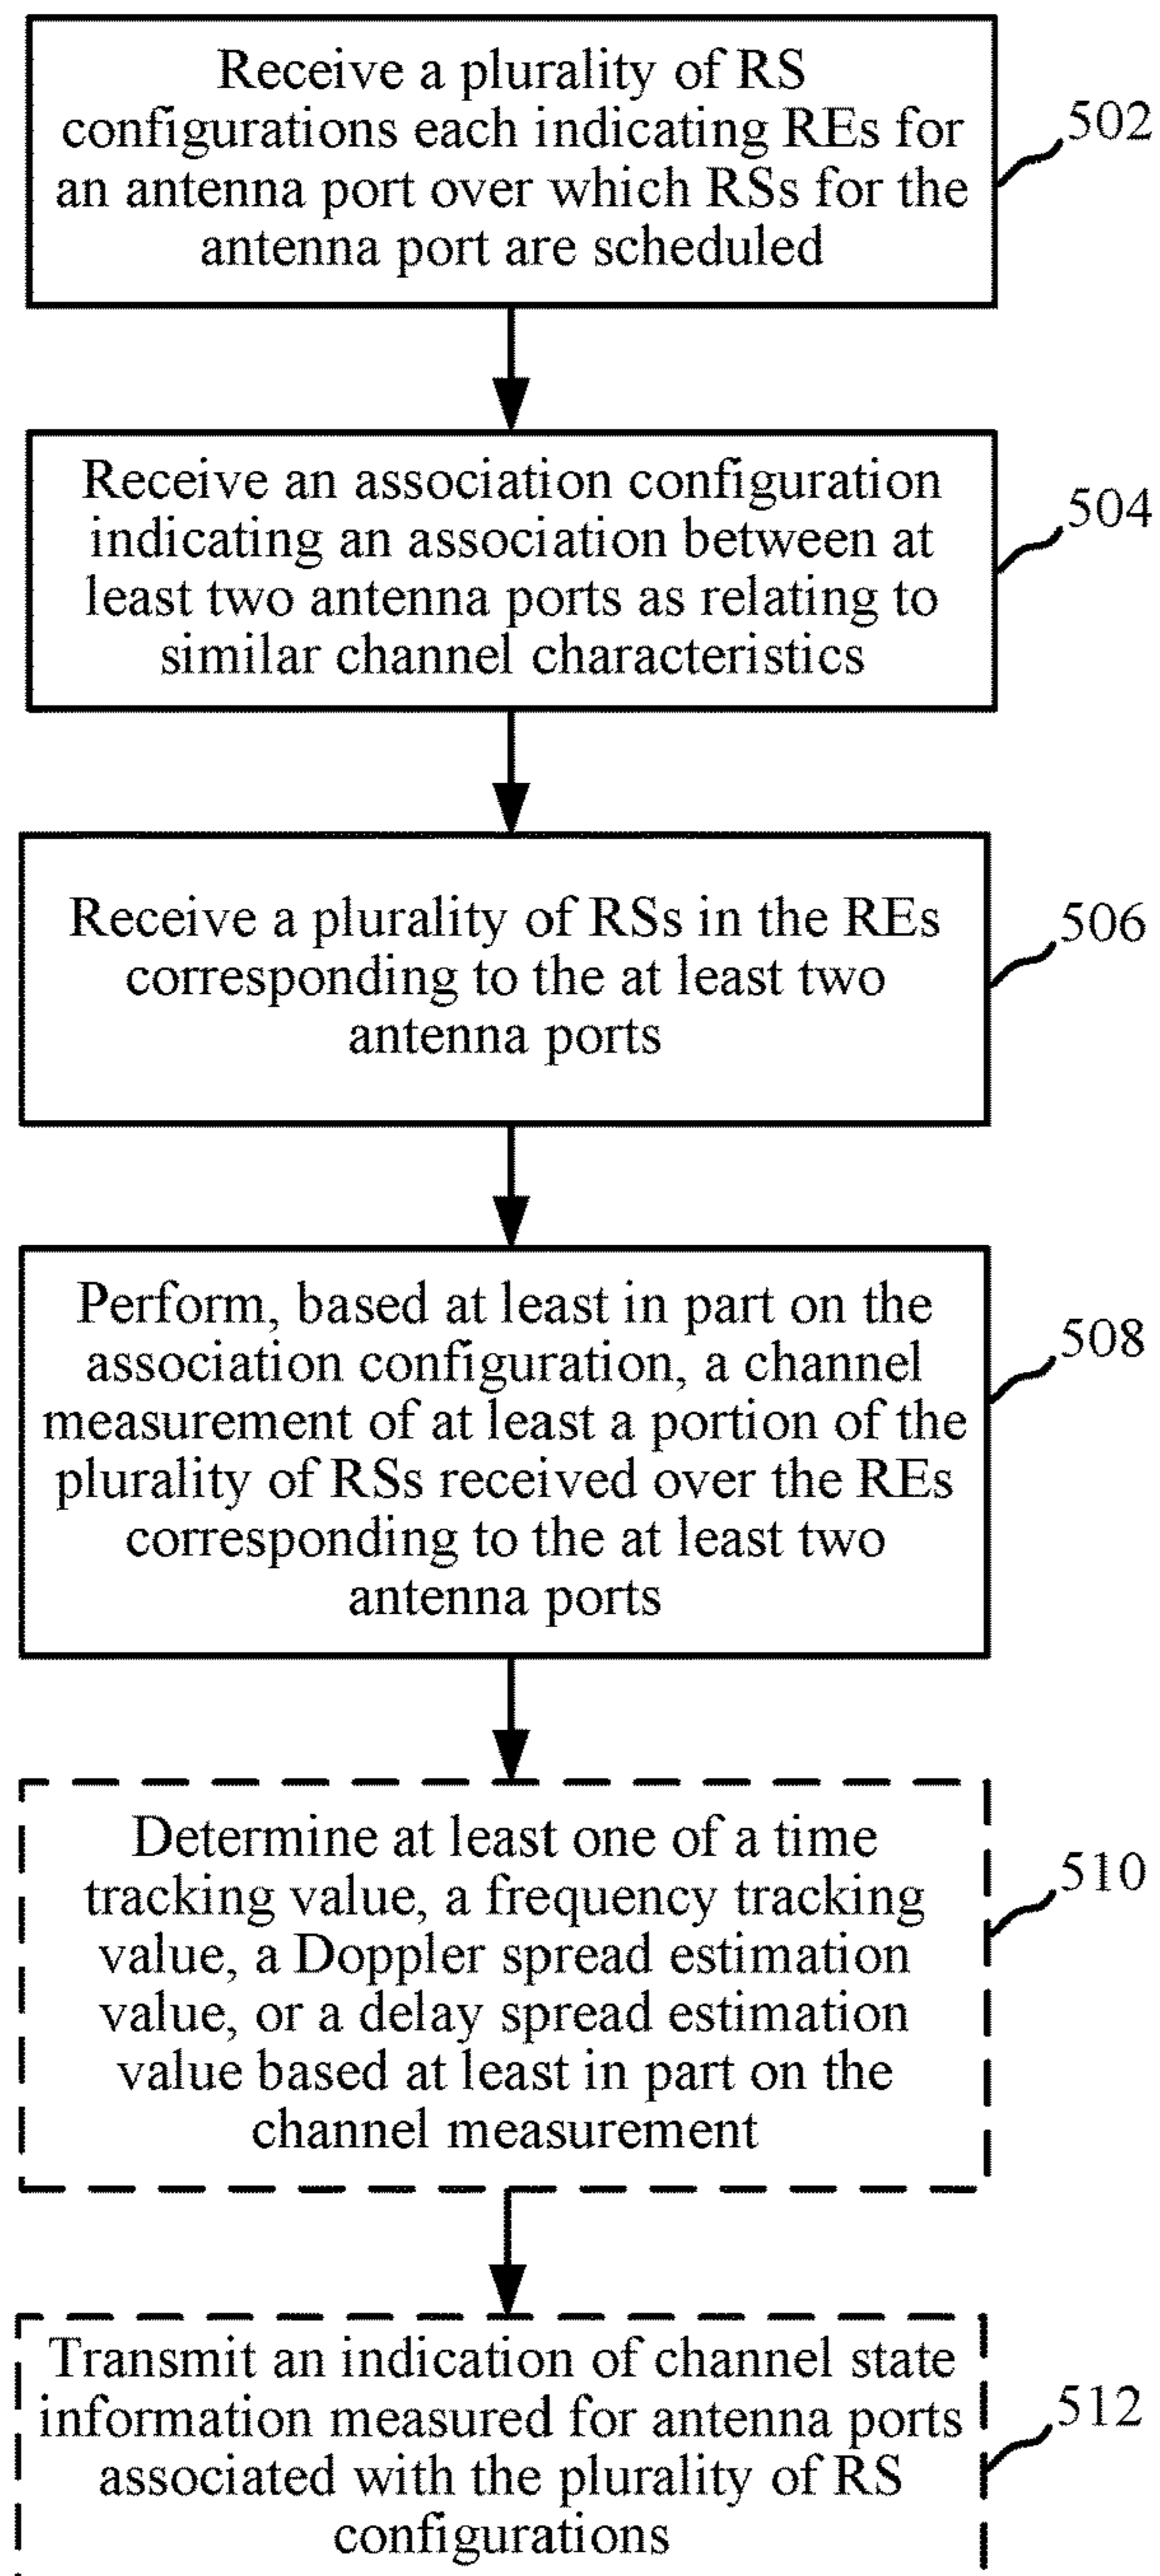 Receive a plurality of RS
configurations each indicating REs for
an antenna port over which RSs for the
antenna port are scheduled
502
Receive an association configuration
indicating an association between at
least two antenna ports as relating to
similar channel characteristics
504
Receive a plurality of RSs in the REs
corresponding to the at least two
antenna ports
506
Perform, based at least in part on the
association configuration, a channel
measurement of at least a portion of the
plurality of RSs received over the REs
corresponding to the at least two
antenna ports
508
Determine at least one of a time
tracking value, a frequency tracking
value, a Doppler spread estimation
value, or a delay spread estimation
value based at least in part on the
channel measurement
510
Transmit an indication of channel state
information measured for antenna ports
associated with the plurality of RS
configurations
512